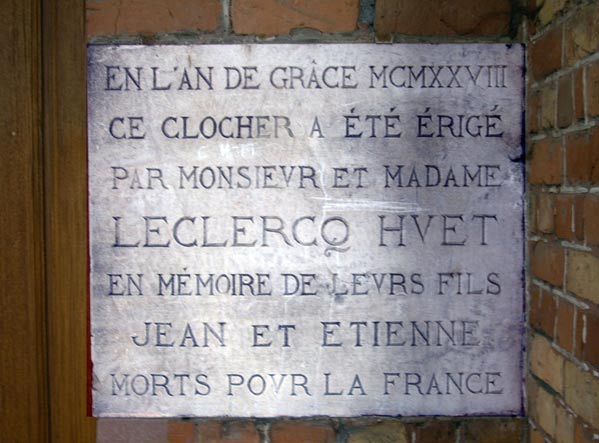 EN L'AN DE GRÂCE MCMXXVIII
CE CLOCHER A ÉTÉ ÉRIGÉ
PAR MONSIEVR ET MADAME
LECLERCQ HVET
EN MÉMOIRE DE LEVRS FILS
JEAN ET ETIENNE
MORTS POVR LA FRANCE